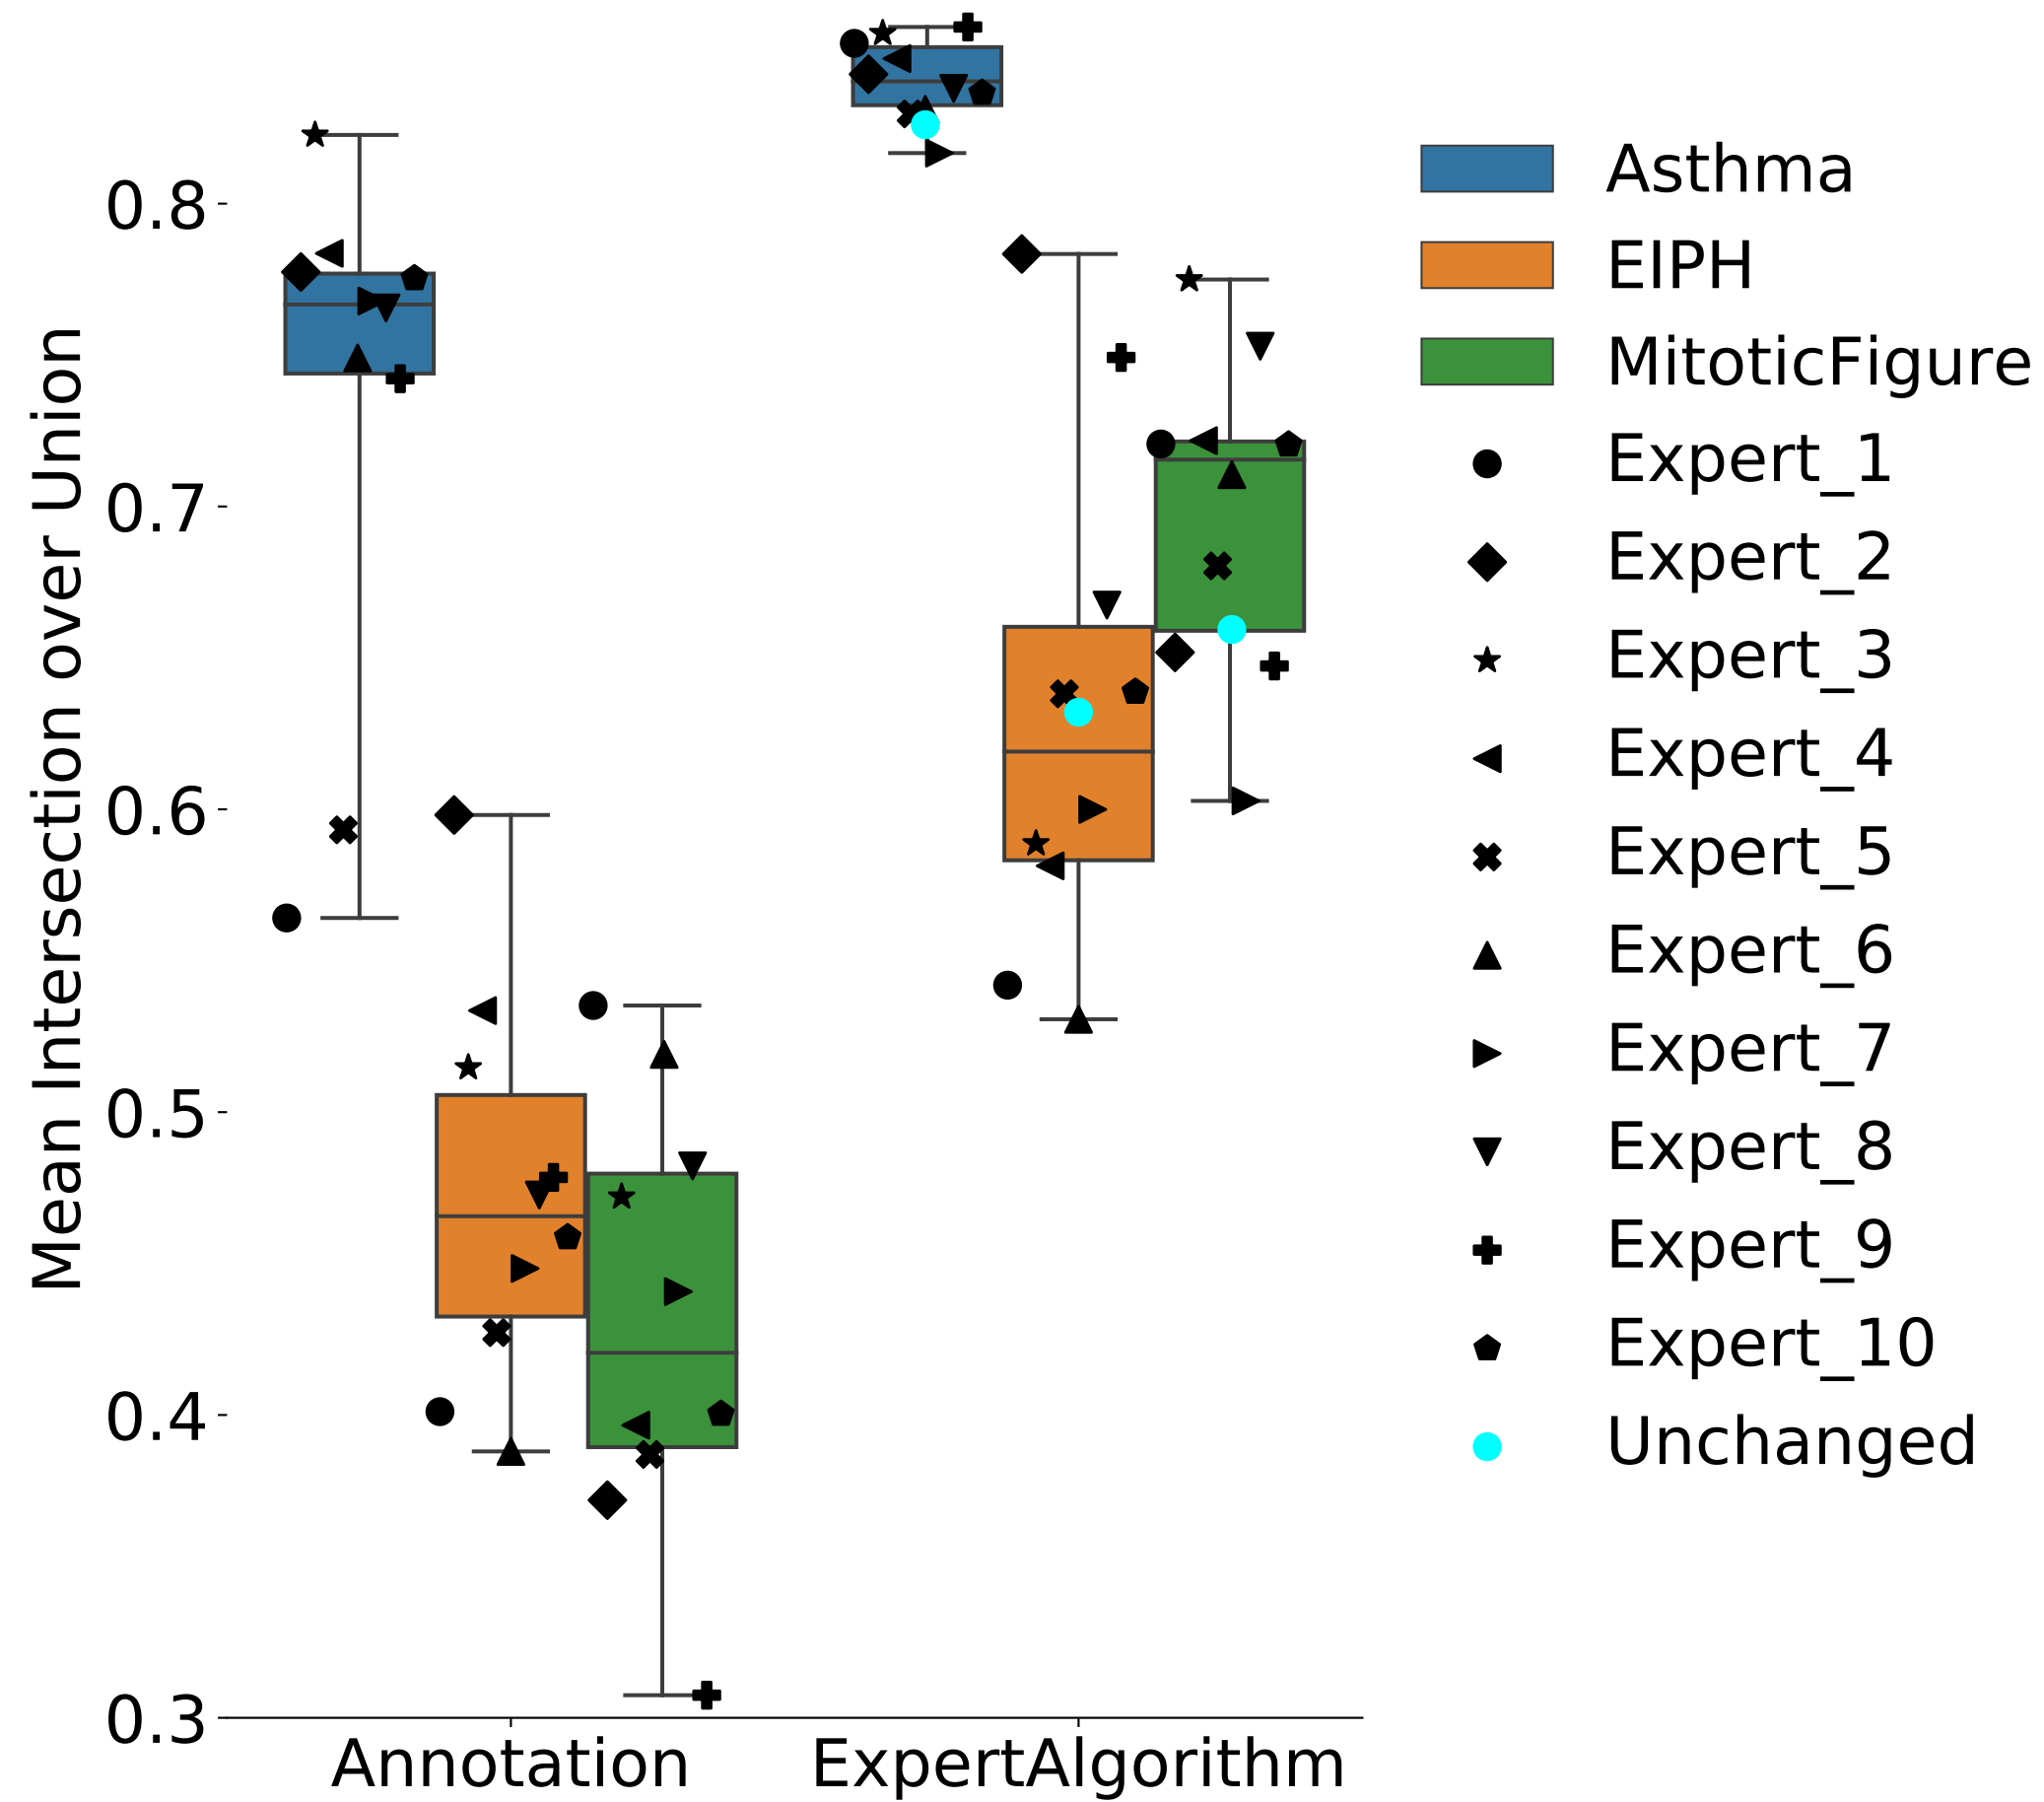 Mean Intersection over Union
0.8
0.7
0.6
0.5
0.4
0.3
Annotation
ExpertAlgorithm
Asthma
EIPH
MitoticFigure
Expert_1
Expert_2
Expert_3
Expert_4
Expert_5
Expert_6
Expert_7
Expert_8
Expert_9
Expert_10
Unchanged